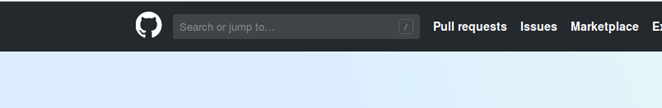 Search or jump to… / Pull requests Issues Marketplace